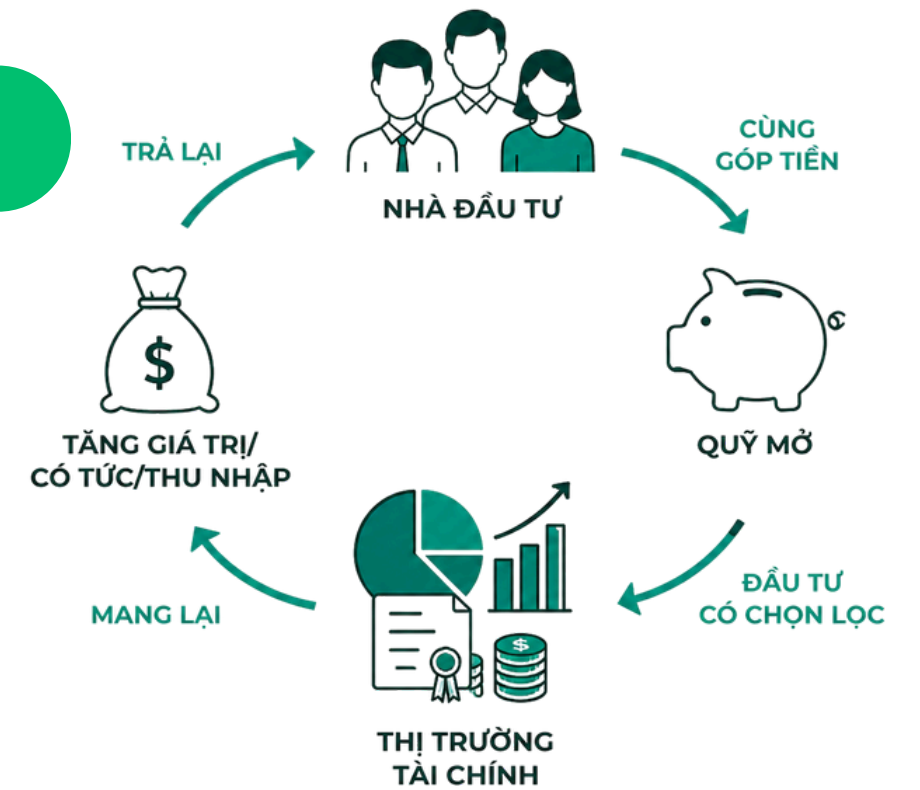 TRẢ LẠI
CÙNG
GÓP TIỀN
NHÀ ĐẦU TƯ
$
TĂNG GIÁ TRỊ/
CÓ TỨC/THU NHẬP
QUỸ MỞ
ĐẦU TƯ
CÓ CHỌN LỌC
MANG LẠI
$
THỊ TRƯỜNG
TÀI CHÍNH